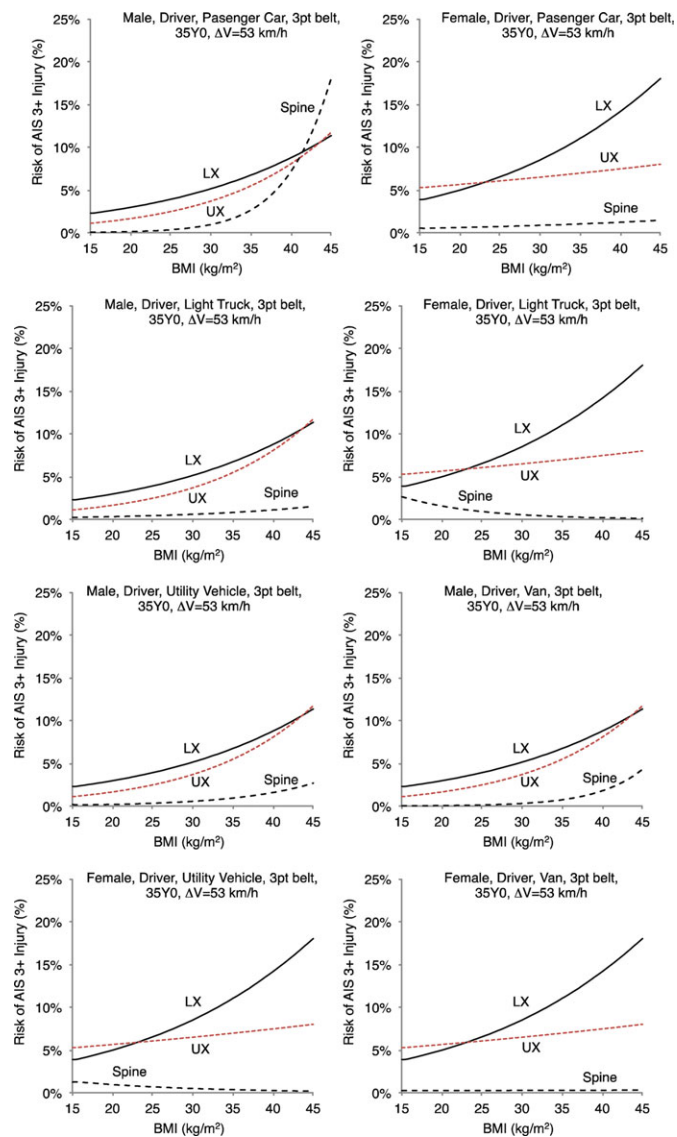 Male, Driver, Pasenger Car, 3pt belt,
35Y0, ΔV=53 km/h
Risk of AIS 3+ Injury (%)
25%
20%
15%
10%
5%
0%
Spine
LX
UX
15 20 25 30 35 40 45
BMI (kg/m²)
Female, Driver, Pasenger Car, 3pt belt,
35Y0, ΔV=53 km/h
Risk of AIS 3+ Injury (%)
25%
20%
15%
10%
5%
0%
LX
UX
Spine
15 20 25 30 35 40 45
BMI (kg/m²)
Male, Driver, Light Truck, 3pt belt,
35Y0, ΔV=53 km/h
Risk of AIS 3+ Injury (%)
25%
20%
15%
10%
5%
0%
LX
UX
Spine
15 20 25 30 35 40 45
BMI (kg/m²)
Female, Driver, Light Truck, 3pt belt,
35Y0, ΔV=53 km/h
Risk of AIS 3+ Injury (%)
25%
20%
15%
10%
5%
0%
LX
UX
Spine
15 20 25 30 35 40 45
BMI (kg/m²)
Male, Driver, Utility Vehicle, 3pt belt,
35Y0, ΔV=53 km/h
Risk of AIS 3+ Injury (%)
25%
20%
15%
10%
5%
0%
LX
UX
Spine
15 20 25 30 35 40 45
BMI (kg/m²)
Male, Driver, Van, 3pt belt,
35Y0, ΔV=53 km/h
Risk of AIS 3+ Injury (%)
25%
20%
15%
10%
5%
0%
LX
UX
Spine
15 20 25 30 35 40 45
BMI (kg/m²)
Female, Driver, Utility Vehicle, 3pt belt,
35Y0, ΔV=53 km/h
Risk of AIS 3+ Injury (%)
25%
20%
15%
10%
5%
0%
LX
UX
Spine
15 20 25 30 35 40 45
BMI (kg/m²)
Female, Driver, Van, 3pt belt,
35Y0, ΔV=53 km/h
Risk of AIS 3+ Injury (%)
25%
20%
15%
10%
5%
0%
LX
UX
Spine
15 20 25 30 35 40 45
BMI (kg/m²)